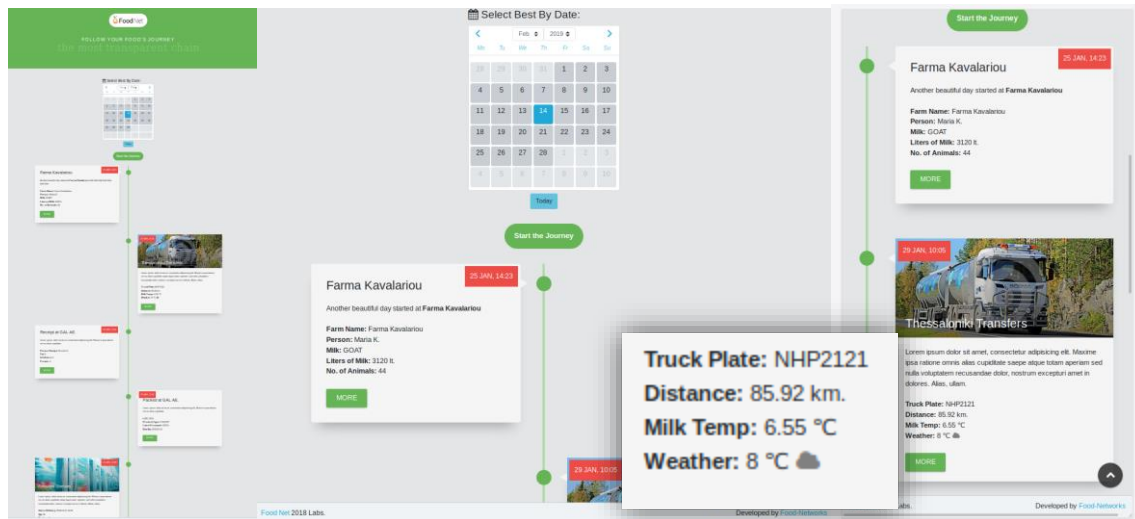 FoodNet
FOLLOW YOUR FOOD'S JOURNEY
the most transparent chain
Select Best By Date:
Farma Kavalariou
Receipt at GAL AE.
Select Best By Date:
Feb 2019
Mo Tu We Th Fr Sa Su
28 29 30 31 1 2 3
4 5 6 7 8 9 10
11 12 13 14 15 16 17
18 19 20 21 22 23 24
25 26 27 28 1 2 3
4 5 6 7 8 9 10
Today
Start the Journey
25 JAN, 14:23
Farma Kavalariou
Another beautiful day started at Farma Kavalariou
Farm Name: Farma Kavalariou
Person: Maria K.
Milk: GOAT
Liters of Milk: 3120 lt.
No. of Animals: 44
MORE
29 JAN, 10:05
Food Net 2018 Labs.
Developed by Food-Networks
Truck Plate: NHP2121
Distance: 85.92 km.
Milk Temp: 6.55 °C
Weather: 8 °C
Start the Journey
25 JAN, 14:23
Farma Kavalariou
Another beautiful day started at Farma Kavalariou
Farm Name: Farma Kavalariou
Person: Maria K.
Milk: GOAT
Liters of Milk: 3120 lt.
No. of Animals: 44
MORE
29 JAN, 10:05
Thessaloniki Transfers
Lorem ipsum dolor sit amet, consectetur adipisicing elit. Maxime
ipsa ratione omnis alias cupiditate saepe atque totam aperiam sed
nulla voluptatem recusandae dolor, nostrum excepturi amet in
dolores. Alias, ullam.
Truck Plate: NHP2121
Distance: 85.92 km.
Milk Temp: 6.55 °C
Weather: 8 °C
MORE
abs.
Developed by Food-Networks